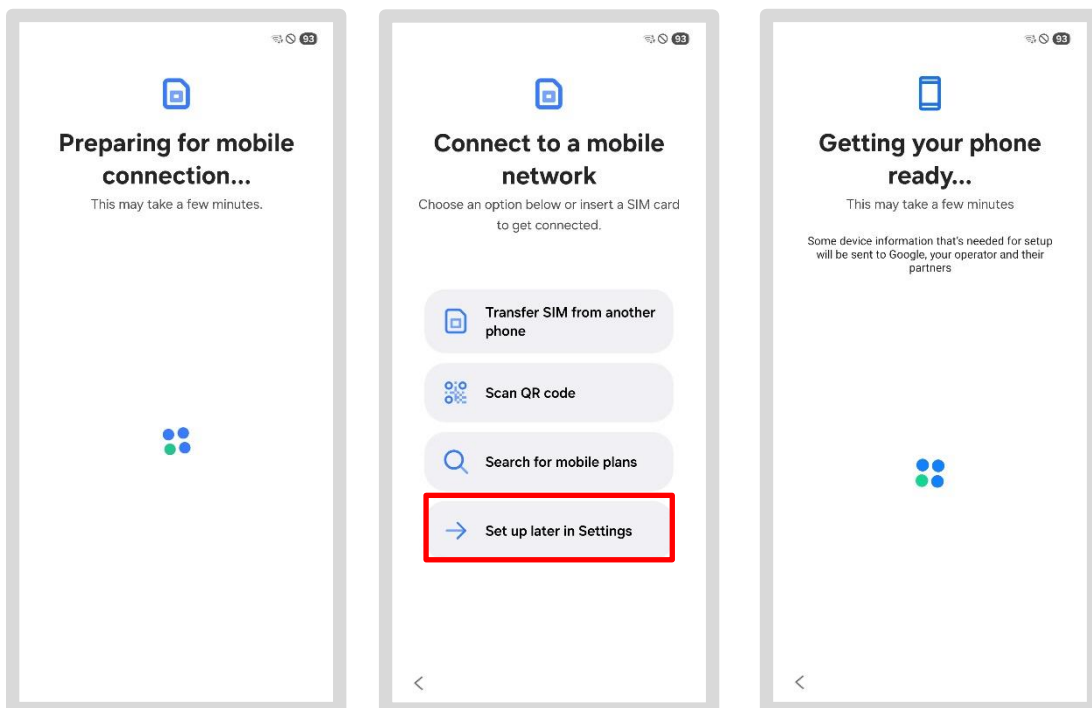 93
Preparing for mobile
connection...
This may take a few minutes.
93
Connect to a mobile
network
Choose an option below or insert a SIM card
to get connected.
Transfer SIM from another
phone
Scan QR code
Search for mobile plans
Set up later in Settings
93
Getting your phone
ready...
This may take a few minutes
Some device information that's needed for setup
will be sent to Google, your operator and their
partners